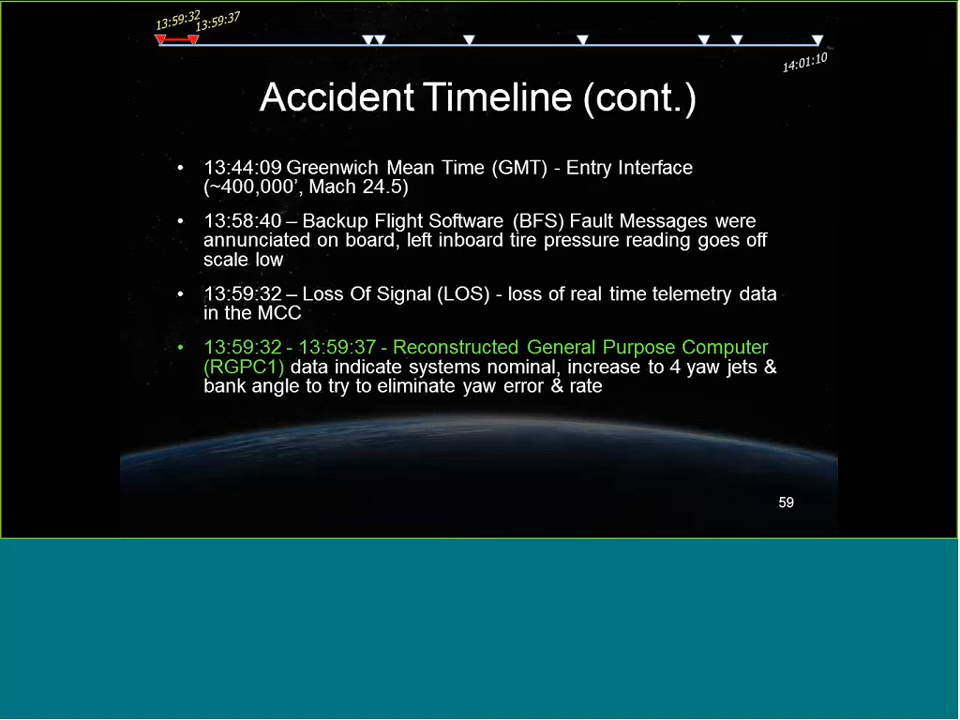 13:59:32
13:59:37
14:01:10
Accident Timeline (cont.)
• 13:44:09 Greenwich Mean Time (GMT) - Entry Interface
(~400,000’, Mach 24.5)
• 13:58:40 – Backup Flight Software (BFS) Fault Messages were
annunciated on board, left inboard tire pressure reading goes off
scale low
• 13:59:32 – Loss Of Signal (LOS) - loss of real time telemetry data
in the MCC
• 13:59:32 - 13:59:37 - Reconstructed General Purpose Computer
(RGPC1) data indicate systems nominal, increase to 4 yaw jets &
bank angle to try to eliminate yaw error & rate
59